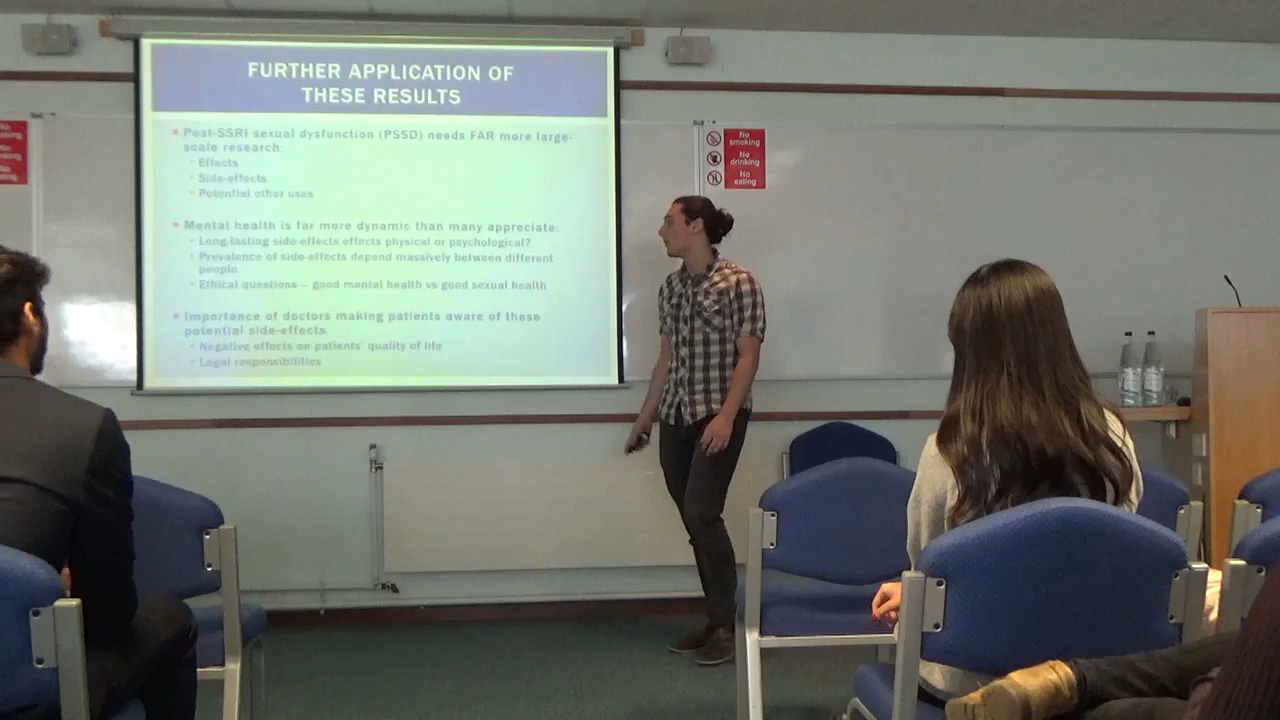 FURTHER APPLICATION OF
THESE RESULTS
Post-SSRI sexual dysfunction (PSSD) needs FAR more large-
scale research:
Effects
Side-effects
Potential other uses
Mental health is far more dynamic than many appreciate:
Long-lasting side-effects effects physical or psychological?
Prevalence of side-effects depend massively between different
people
Ethical questions – good mental health vs good sexual health
Importance of doctors making patients aware of these
potential side-effects.
Negative effects on patients' quality of life
Legal responsibilities
No
smoking
No
drinking
No
eating
No
No
No